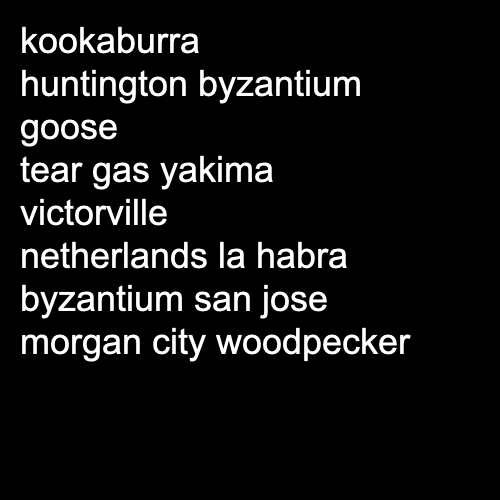 kookaburra
huntington byzantium
goose
tear gas yakima
victorville
netherlands la habra
byzantium san jose
morgan city woodpecker